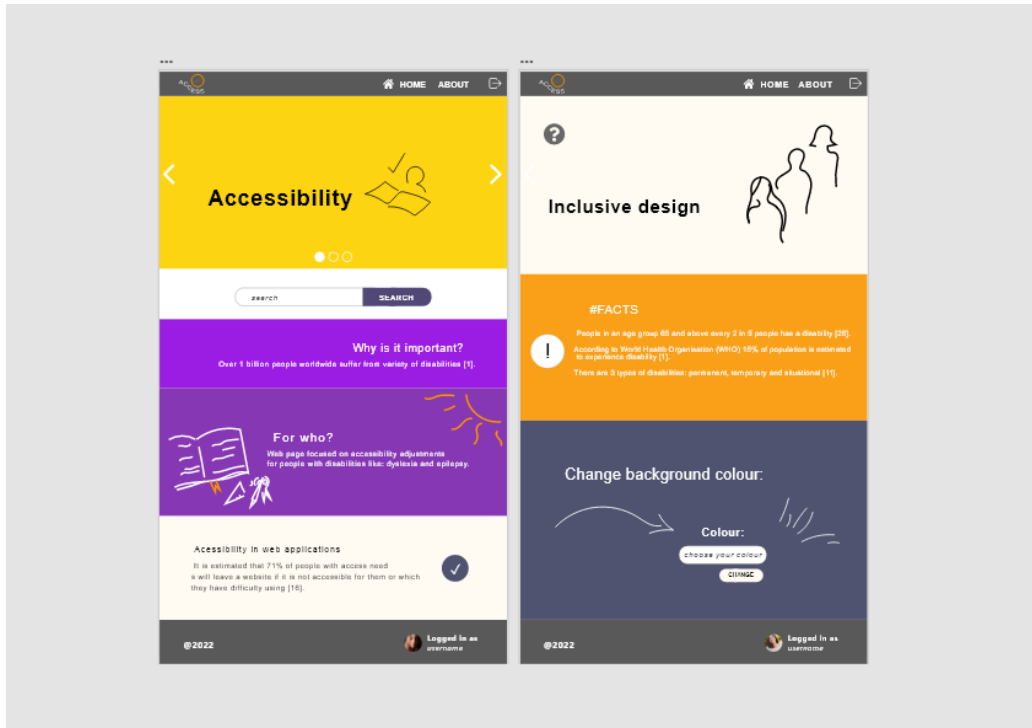 ACCESS
HOME ABOUT
Accessibility
search SEARCH
Why is it important?
Over 1 billion people worldwide suffer from variety of disabilities [1].
For who?
Web page focused on accessibility adjustments
for people with disabilities like: dyslexia and epilepsy.
Acessibility in web applications
It is estimated that 71% of people with access need
s will leave a website if it is not accessible for them or which
they have difficulty using [16].
@2022
Logged in as
username
ACCESS
HOME ABOUT
?
Inclusive design
#FACTS
!
People in an age group 65 and above every 2 in 5 people has a disability [26].
According to World Health Organisation (WHO) 15% of population is estimated
to experience disability [1].
There are 3 types of disabilities: permanent, temporary and situational [11].
Change background colour:
Colour:
choose your colour
CHANGE
@2022
Logged in as
username